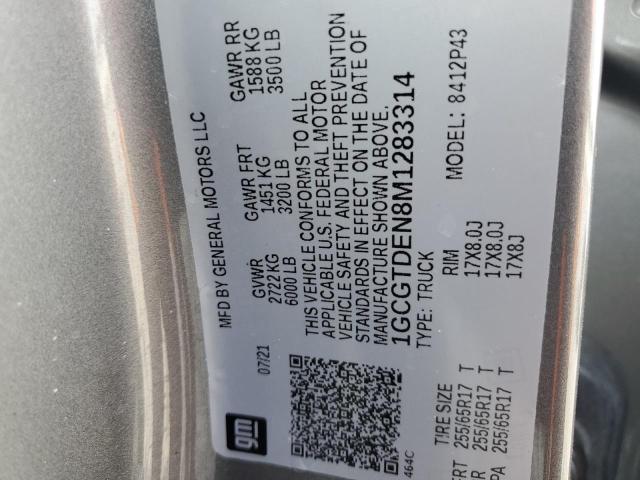 gm
07/21
MFD BY GENERAL MOTORS LLC
GVWR GAWR FRT GAWR RR
2722 KG 1451 KG 1588 KG
6000 LB 3200 LB 3500 LB
THIS VEHICLE CONFORMS TO ALL
APPLICABLE U.S. FEDERAL MOTOR
VEHICLE SAFETY AND THEFT PREVENTION
STANDARDS IN EFFECT ON THE DATE OF
MANUFACTURE SHOWN ABOVE.
1GCGTDEN8M1283314
464C TYPE: TRUCK MODEL: 8412P43
TIRE SIZE RIM
FRT 255/65R17 T 17X8.0J
RR 255/65R17 T 17X8.0J
SPA 255/65R17 T 17X8J